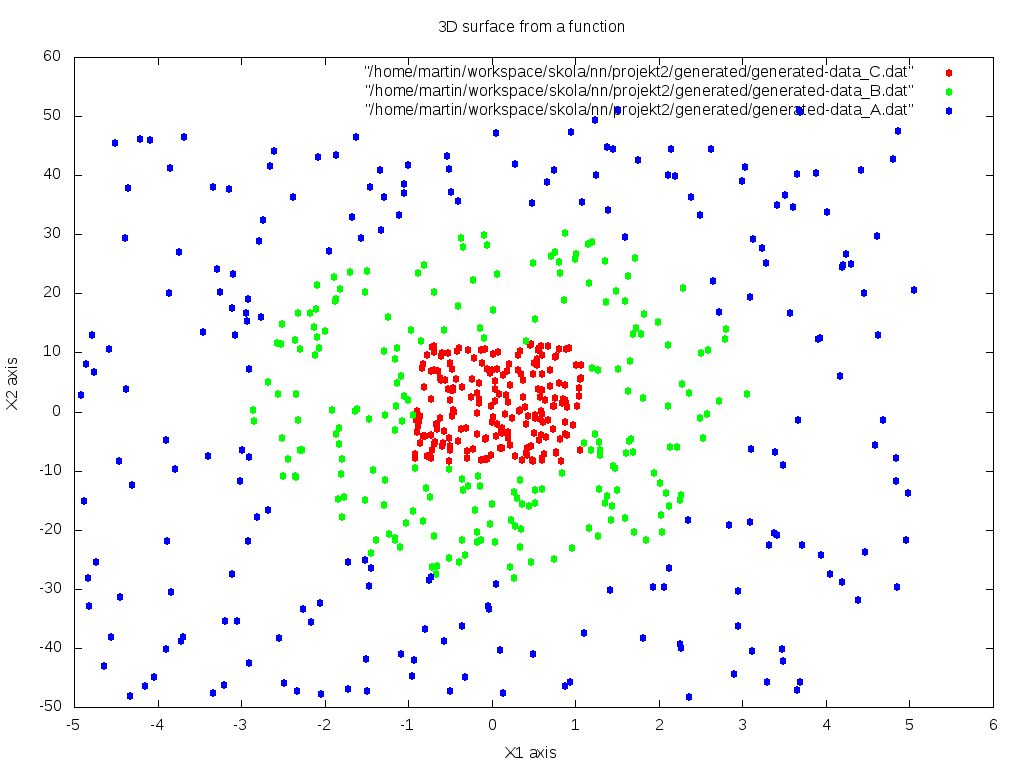 3D surface from a function
"/home/martin/workspace/skola/nn/projekt2/generated/generated-data_C.dat"
"/home/martin/workspace/skola/nn/projekt2/generated/generated-data_B.dat"
"/home/martin/workspace/skola/nn/projekt2/generated/generated-data_A.dat"
60
50
40
30
20
10
0
-10
-20
-30
-40
-50
X2 axis
-5 -4 -3 -2 -1 0 1 2 3 4 5 6
X1 axis